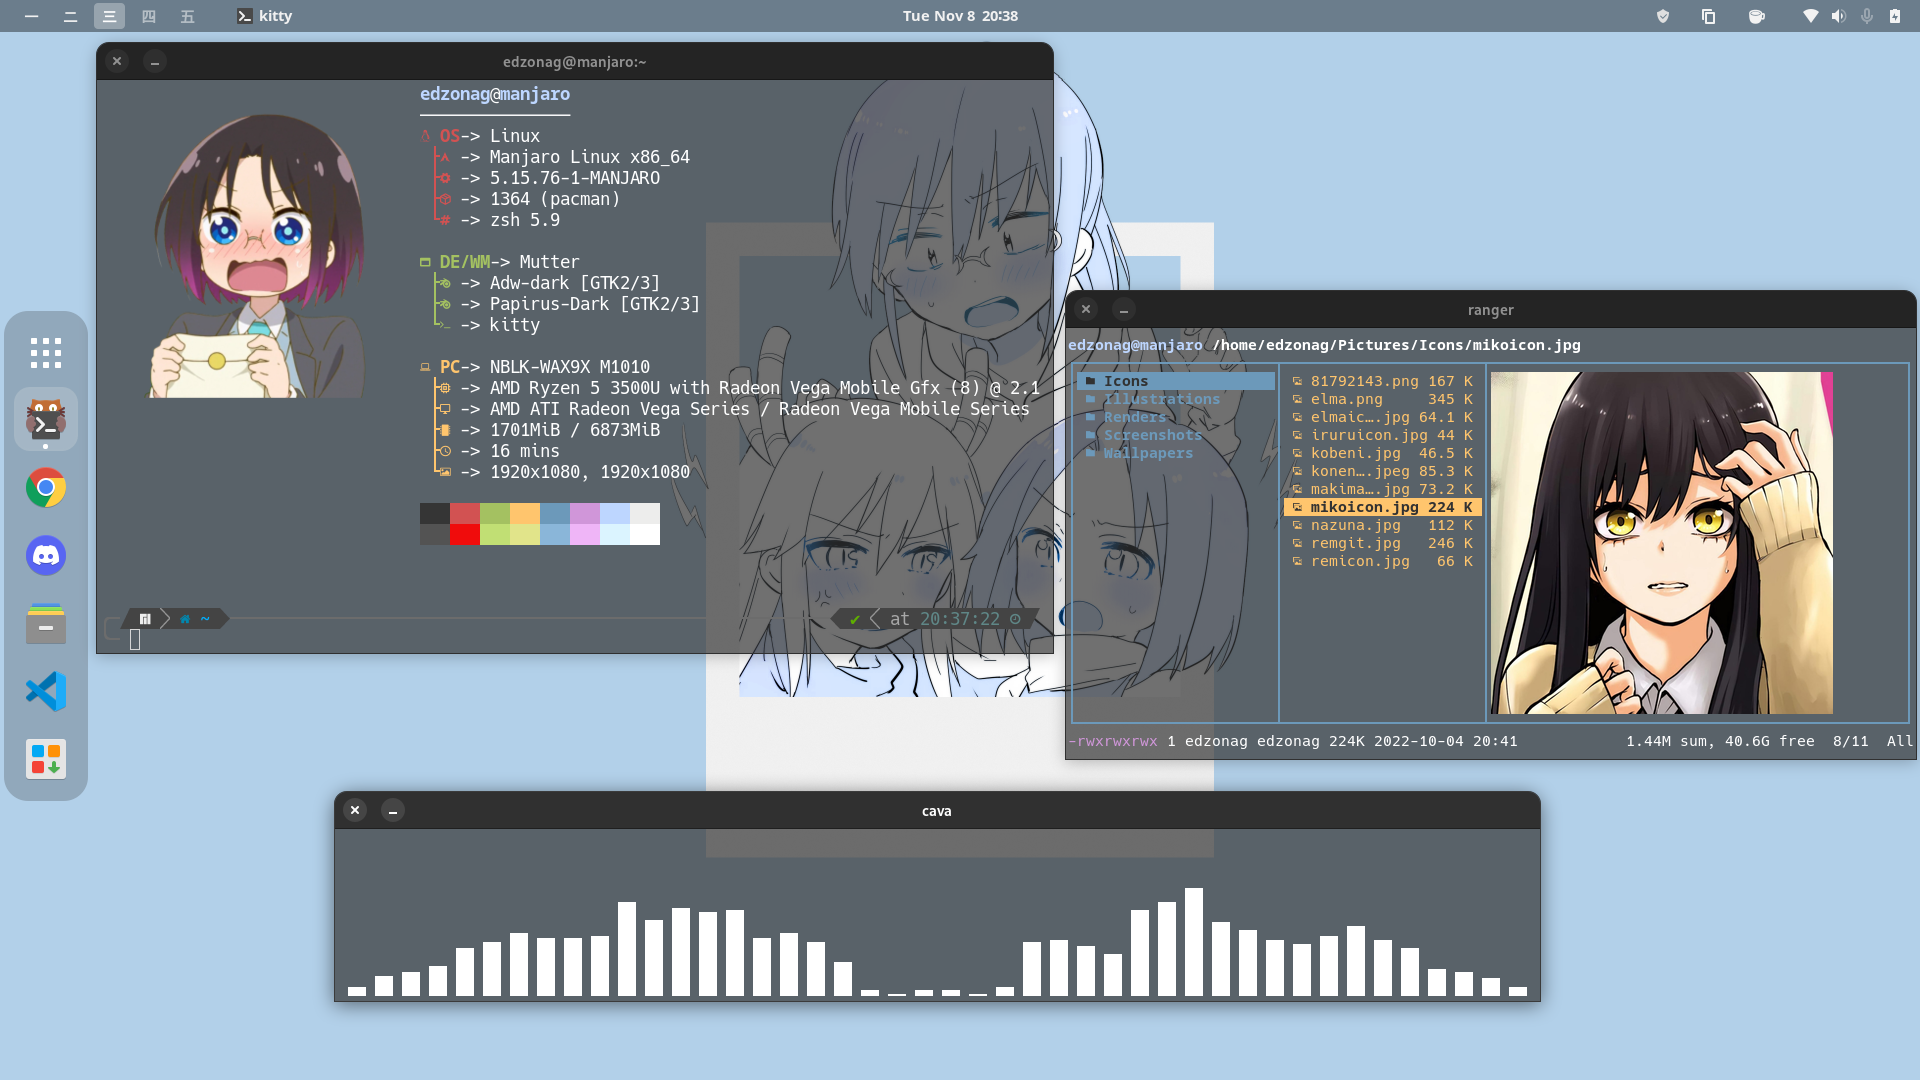 一 二 三 四 五 kitty Tue Nov 8 20:38
edzonag@manjaro:~
edzonag@manjaro
OS-> Linux
-> Manjaro Linux x86_64
-> 5.15.76-1-MANJARO
-> 1364 (pacman)
# -> zsh 5.9
DE/WM-> Mutter
-> Adw-dark [GTK2/3]
-> Papirus-Dark [GTK2/3]
-> kitty
PC-> NBLK-WAX9X M1010
-> AMD Ryzen 5 3500U with Radeon Vega Mobile Gfx (8) @ 2.1
-> AMD ATI Radeon Vega Series / Radeon Vega Mobile Series
-> 1701MiB / 6873MiB
-> 16 mins
-> 1920x1080, 1920x1080
~ ✔ at 20:37:22
ranger
edzonag@manjaro /home/edzonag/Pictures/Icons/mikoicon.jpg
Icons
Illustrations
Renders
Screenshots
Wallpapers
81792143.png 167 K
elma.png 345 K
elmaic….jpg 64.1 K
iruruicon.jpg 44 K
kobeni.jpg 46.5 K
konen….jpeg 85.3 K
makima….jpg 73.2 K
mikoicon.jpg 224 K
nazuna.jpg 112 K
remgit.jpg 246 K
remicon.jpg 66 K
-rwxrwxrwx 1 edzonag edzonag 224K 2022-10-04 20:41 1.44M sum, 40.6G free 8/11 All
cava